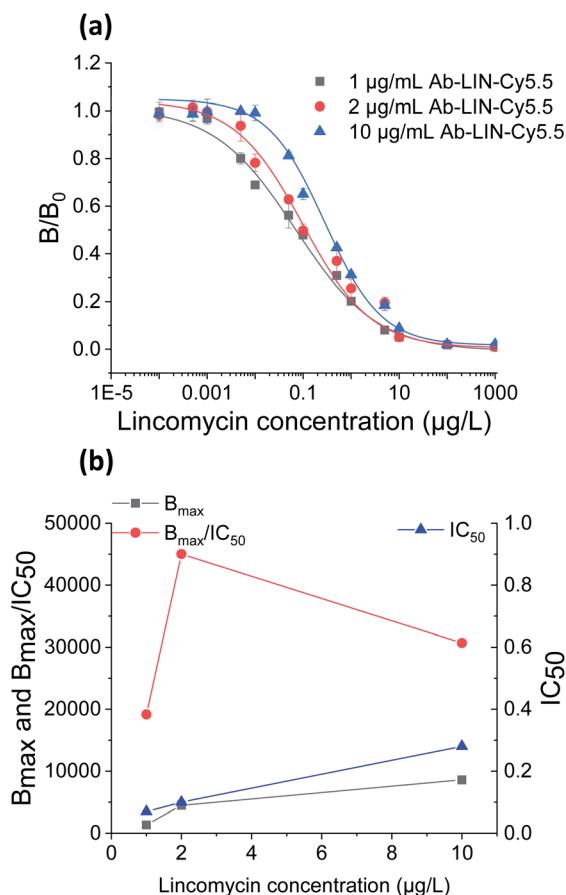 (a)
1.2
1.0
0.8
0.6
0.4
0.2
0.0
B/B₀
1 µg/mL Ab-LIN-Cy5.5
2 µg/mL Ab-LIN-Cy5.5
10 µg/mL Ab-LIN-Cy5.5
1E-5 0.001 0.1 10 1000
Lincomycin concentration (µg/L)
(b)
Bmax
Bmax/IC50
IC50
50000
40000
30000
20000
10000
0
Bmax and Bmax/IC50
1.0
0.8
0.6
0.4
0.2
0.0
IC50
0 2 4 6 8 10
Lincomycin concentration (µg/L)